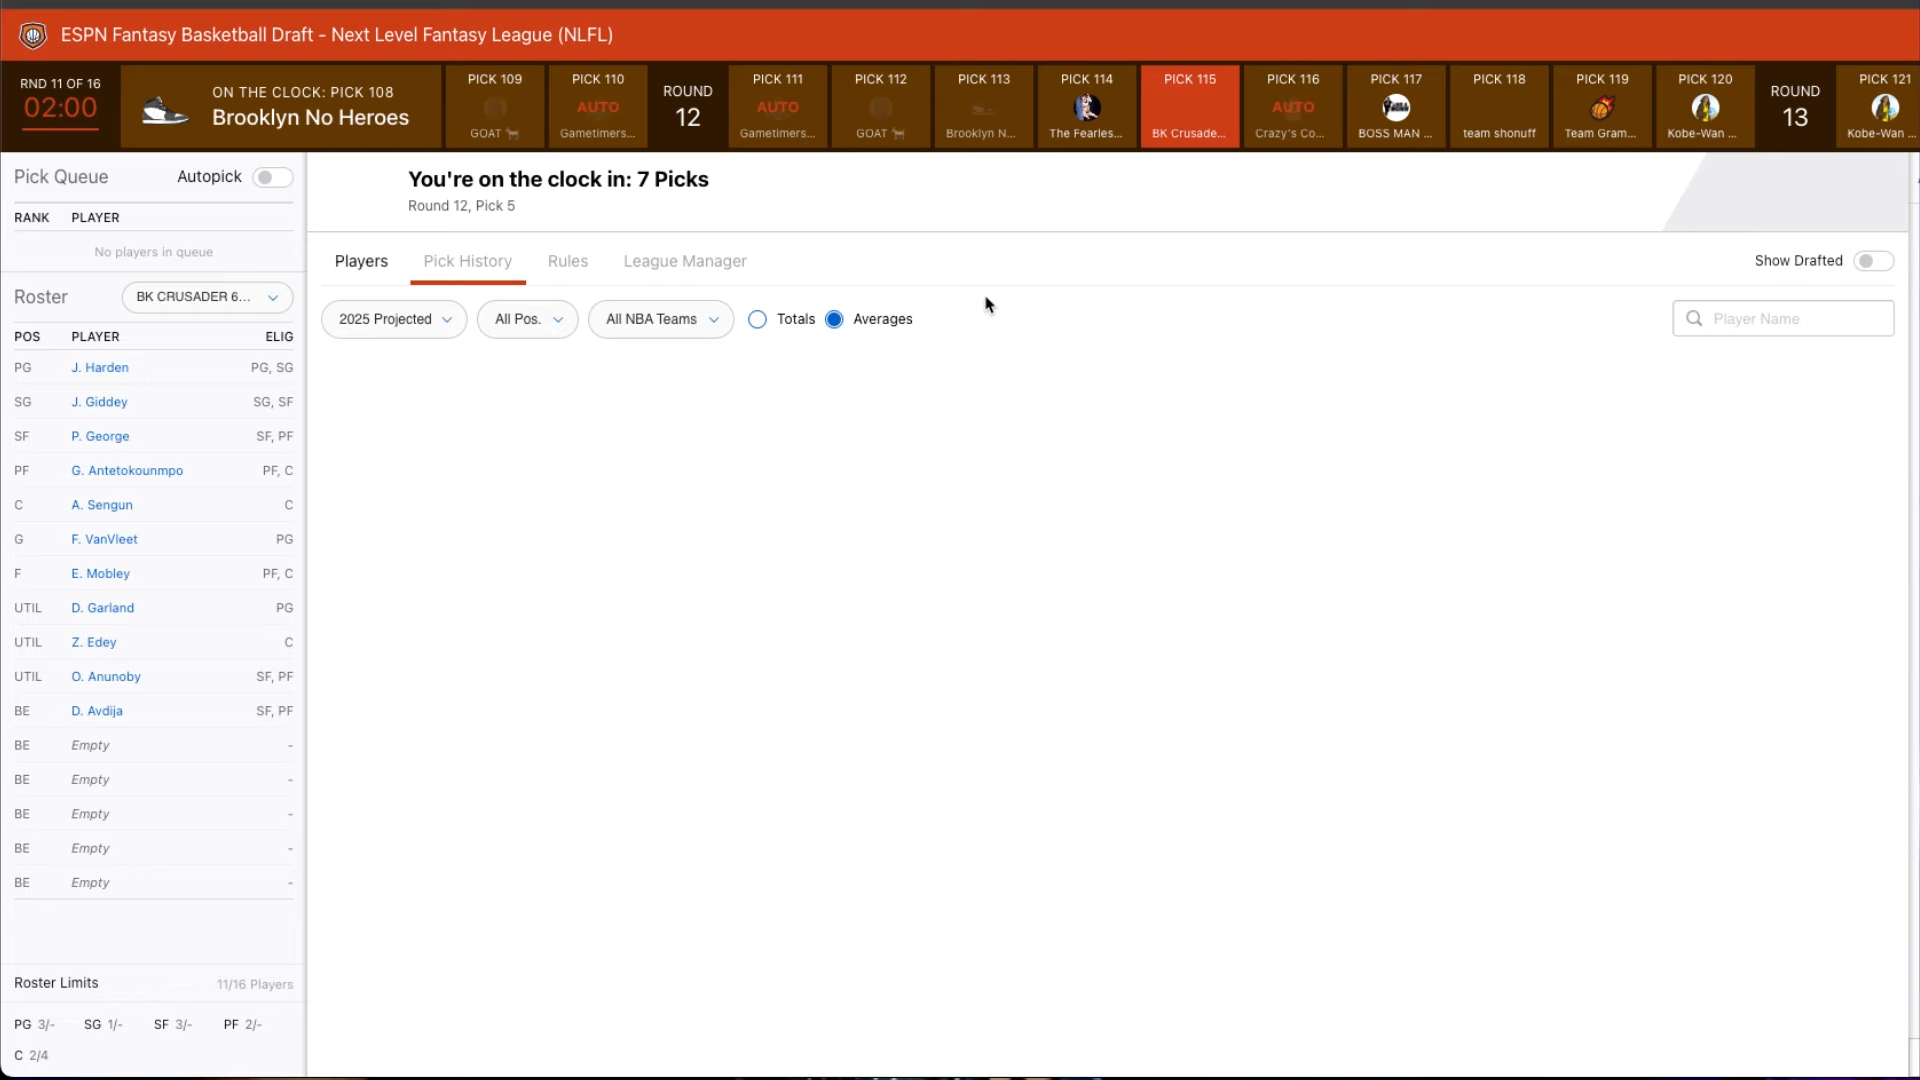 ESPN Fantasy Basketball Draft - Next Level Fantasy League (NLFL)
RND 11 OF 16
02:00
ON THE CLOCK: PICK 108
Brooklyn No Heroes
PICK 109
GOAT 🐐
PICK 110
AUTO
Gametimers...
ROUND
12
PICK 111
AUTO
Gametimers...
PICK 112
GOAT 🐐
PICK 113
Brooklyn N...
PICK 114
The Fearles...
PICK 115
BK Crusade...
PICK 116
AUTO
Crazy's Co...
PICK 117
BOSS MAN ...
PICK 118
team shonuff
PICK 119
Team Gram...
PICK 120
Kobe-Wan ...
ROUND
13
PICK 121
Kobe-Wan ...
Pick Queue Autopick
RANK PLAYER
No players in queue
Roster BK CRUSADER 6...
POS PLAYER ELIG
PG J. Harden PG, SG
SG J. Giddey SG, SF
SF P. George SF, PF
PF G. Antetokounmpo PF, C
C A. Sengun C
G F. VanVleet PG
F E. Mobley PF, C
UTIL D. Garland PG
UTIL Z. Edey C
UTIL O. Anunoby SF, PF
BE D. Avdija SF, PF
BE Empty -
BE Empty -
BE Empty -
BE Empty -
BE Empty -
Roster Limits 11/16 Players
PG 3/- SG 1/- SF 3/- PF 2/-
C 2/4
You're on the clock in: 7 Picks
Round 12, Pick 5
Players Pick History Rules League Manager Show Drafted
2025 Projected All Pos. All NBA Teams Totals Averages Player Name